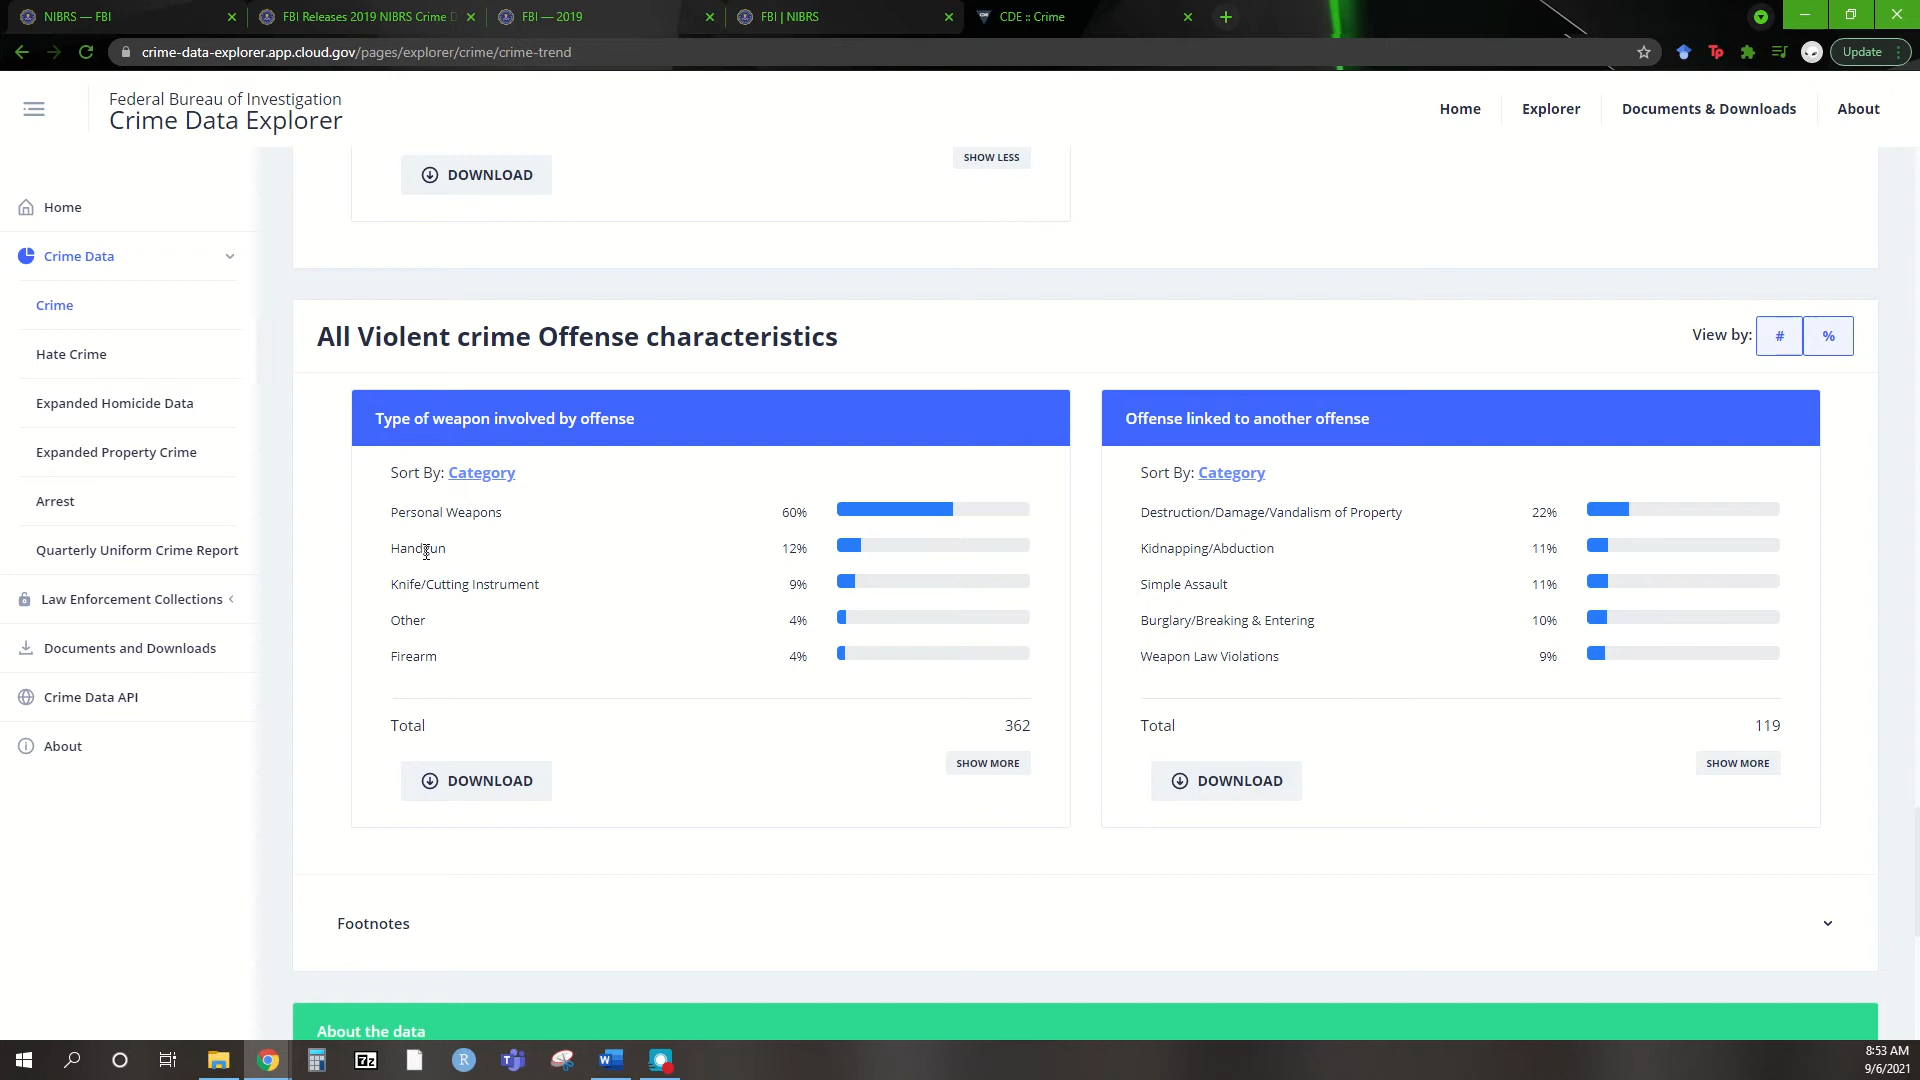 NIBRS — FBI
FBI Releases 2019 NIBRS Crime D
FBI — 2019
FBI | NIBRS
CDE :: Crime
crime-data-explorer.app.cloud.gov/pages/explorer/crime/crime-trend
Tp
Update
Federal Bureau of Investigation
Crime Data Explorer
Home
Explorer
Documents & Downloads
About
Home
Crime Data
Crime
Hate Crime
Expanded Homicide Data
Expanded Property Crime
Arrest
Quarterly Uniform Crime Report
Law Enforcement Collections
Documents and Downloads
Crime Data API
About
SHOW LESS
DOWNLOAD
All Violent crime Offense characteristics
View by: # %
Type of weapon involved by offense
Sort By: Category
Personal Weapons 60%
Handgun 12%
Knife/Cutting Instrument 9%
Other 4%
Firearm 4%
Total 362
SHOW MORE
DOWNLOAD
Offense linked to another offense
Sort By: Category
Destruction/Damage/Vandalism of Property 22%
Kidnapping/Abduction 11%
Simple Assault 11%
Burglary/Breaking & Entering 10%
Weapon Law Violations 9%
Total 119
SHOW MORE
DOWNLOAD
Footnotes
About the data
7z
R
T
W
8:53 AM
9/6/2021